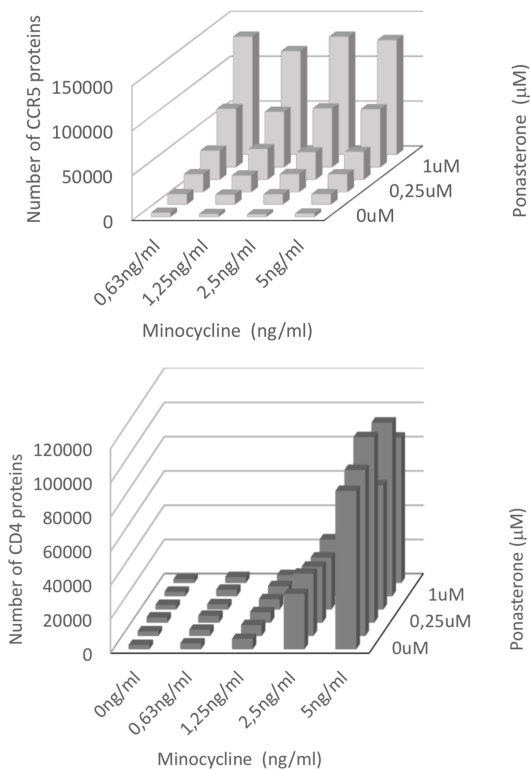 Number of CCR5 proteins
150000
100000
50000
0
0,63ng/ml
1,25ng/ml
2,5ng/ml
5ng/ml
Minocycline (ng/ml)
1uM
0,25uM
0uM
Ponasterone (μM)
Number of CD4 proteins
120000
100000
80000
60000
40000
20000
0
0ng/ml
0,63ng/ml
1,25ng/ml
2,5ng/ml
5ng/ml
Minocycline (ng/ml)
1uM
0,25uM
0uM
Ponasterone (μM)